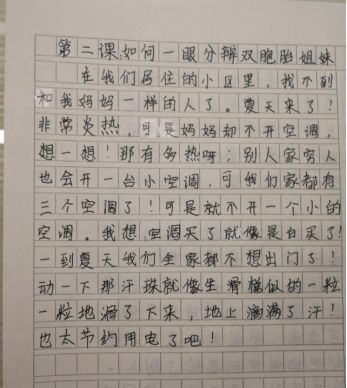 第二课如何一眼分辨双胞胎姐妹
在我们居住的小区里，找不到
和我妈妈一样的人了。夏天来了！
非常炎热，可是妈妈却不开空调，
想一想！那有多热呀；别人家穷人
也会开一台小空调，可我们家都有
三个空调了！可是就不开一个小的
空调。我想空调买了就像是白买了！
一到夏天我们全家都不想出门了！
动一下那汗珠就像坐滑梯似的一粒
一粒地滑了下来，地上滴满了汗！
也太节约用电了吧！